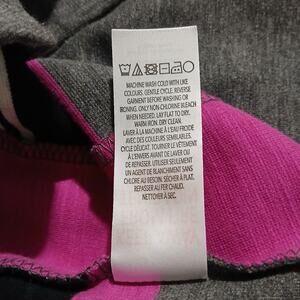 MACHINE WASH COLD WITH LIKE
COLOURS. GENTLE CYCLE. REVERSE
GARMENT BEFORE WASHING OR
IRONING. ONLY NON-CHLORINE BLEACH
WHEN NEEDED. LAY FLAT TO DRY.
WARM IRON. DRY CLEAN.
LAVER À LA MACHINE À L'EAU FROIDE
AVEC DES COULEURS SEMBLABLES.
CYCLE DÉLICAT. TOURNER LE VÊTEMENT
À L'ENVERS AVANT DE LAVER OU
DE REPASSER. UTILISER SEULEMENT
UN AGENT BLANCHIMENT SANS
CHLORE AU BESOIN. SÉCHER À PLAT.
REPASSER AU FER CHAUD.
NETTOYER À SEC.